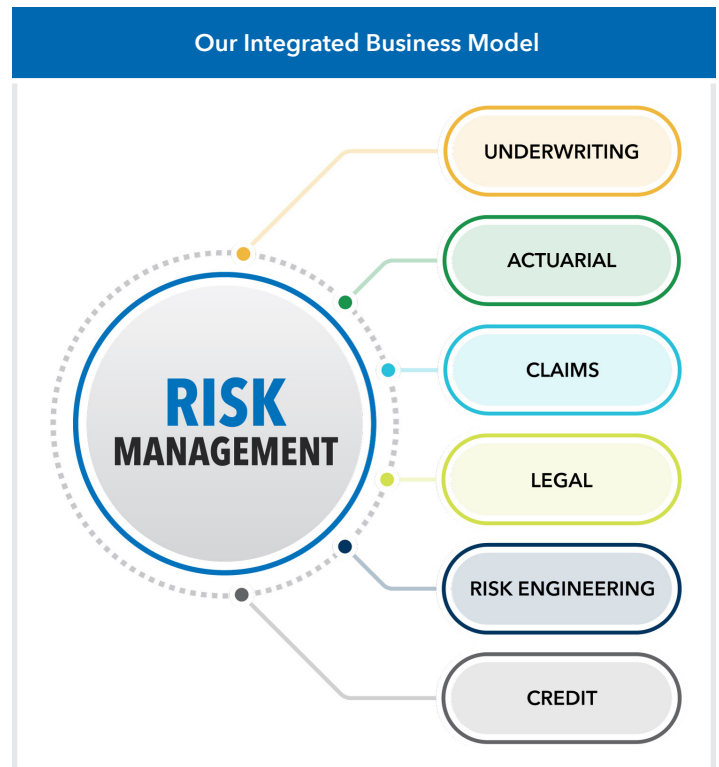 Our Integrated Business Model
UNDERWRITING
ACTUARIAL
CLAIMS
RISK
MANAGEMENT
LEGAL
RISK ENGINEERING
CREDIT